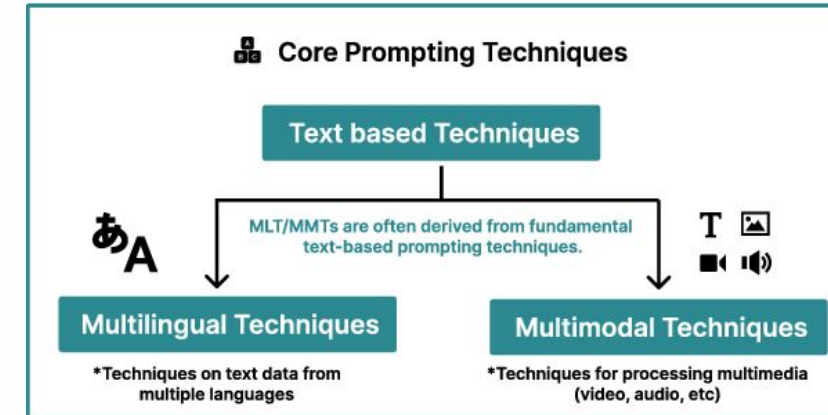 A
B C
Core Prompting Techniques
Text based Techniques
あA
MLT/MMTs are often derived from fundamental
text-based prompting techniques.
T
Multilingual Techniques
Multimodal Techniques
*Techniques on text data from
multiple languages
*Techniques for processing multimedia
(video, audio, etc)